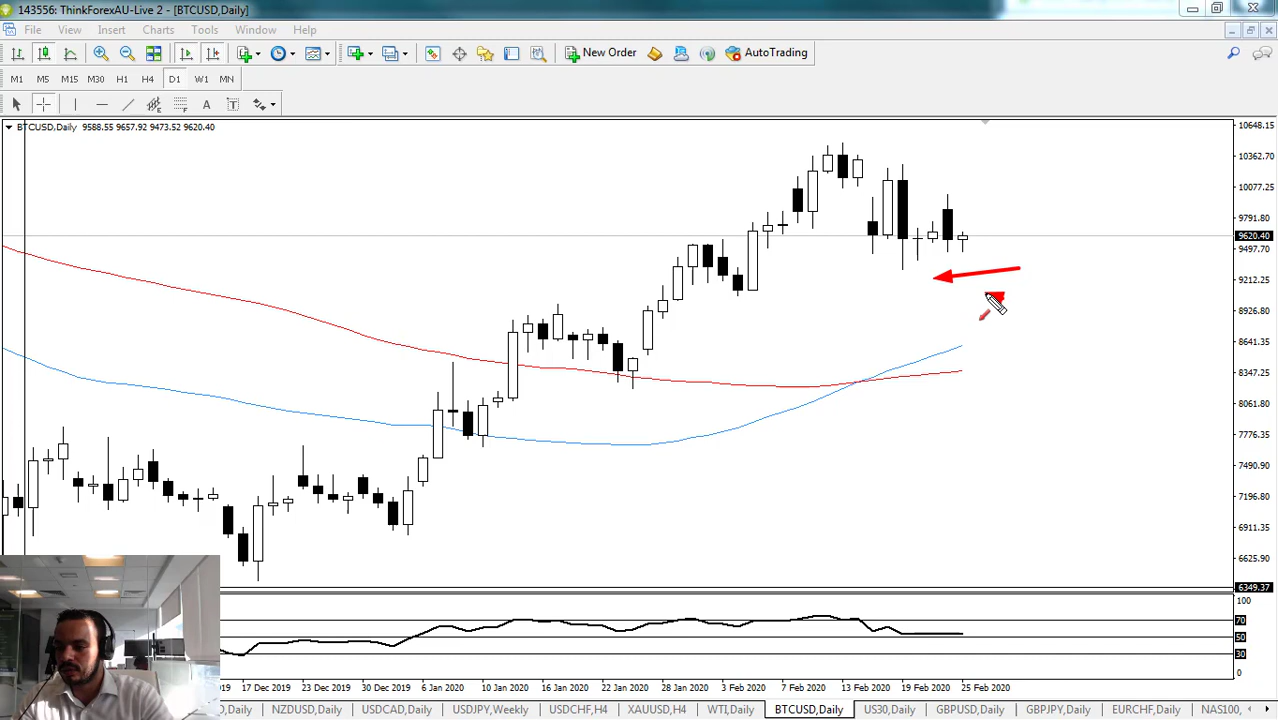 143556: ThinkForexAU-Live 2 - [BTCUSD,Daily]
File View Insert Charts Tools Window Help
New Order AutoTrading
M1 M5 M15 M30 H1 H4 D1 W1 MN
A T
BTCUSD,Daily 9588.55 9657.92 9473.52 9620.40
10648.15
10362.70
10077.25
9791.80
9620.40
9497.70
9212.25
8926.80
8641.35
8347.25
8061.80
7776.35
7490.90
7196.80
6911.35
6625.90
6349.37
100
70
50
30
0
2019 17 Dec 2019 23 Dec 2019 30 Dec 2019 6 Jan 2020 10 Jan 2020 16 Jan 2020 22 Jan 2020 28 Jan 2020 3 Feb 2020 7 Feb 2020 13 Feb 2020 19 Feb 2020 25 Feb 2020
,Daily NZDUSD,Daily USDCAD,Daily USDJPY,Weekly USDCHF,H4 XAUUSD,H4 WTI,Daily BTCUSD,Daily US30,Daily GBPUSD,Daily GBPJPY,Daily EURCHF,Daily NAS100,